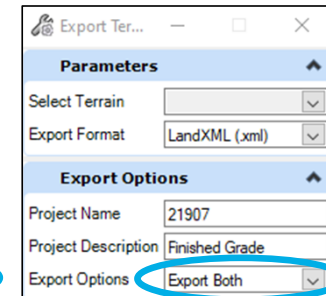 Export Ter...
Parameters
Select Terrain
Export Format LandXML (.xml)
Export Options
Project Name 21907
Project Description Finished Grade
Export Options Export Both